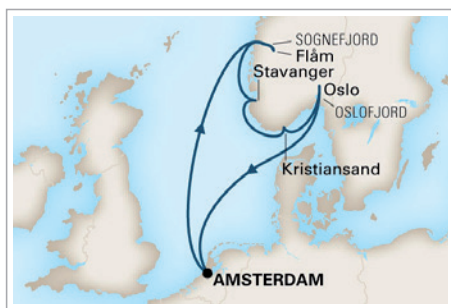 SOGNEFJORD
Flåm
Stavanger
Oslo
OSLOFJORD
Kristiansand
AMSTERDAM